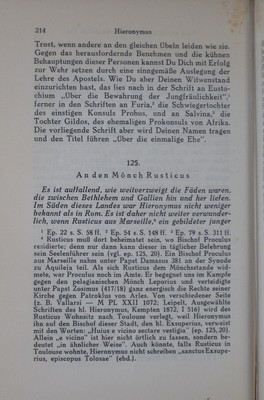 214 Hieronymus
Trost, wenn andere an den gleichen Übeln leiden wie sie.
Gegen das herausfordernde Benehmen und die kühnen
Behauptungen dieser Personen kannst Du Dich mit Erfolg
zur Wehr setzen durch eine sinngemäße Auslegung der
Lehre des Apostels. Wie Du aber Deinen Witwenstand
einzurichten hast, das lies nach in der Schrift an Eusto-
chium „Über die Bewahrung der Jungfräulichkeit",¹
ferner in den Schriften an Furia,² die Schwiegertochter
des einstigen Konsuls Probus, und an Salvina,³ die
Tochter Gildos, des ehemaligen Prokonsuls von Afrika.
Die vorliegende Schrift aber wird Deinen Namen tragen
und den Titel führen „Über die einmalige Ehe".
125.
An den Mönch Rusticus
Es ist auffallend, wie weitverzweigt die Fäden waren,
die zwischen Bethlehem und Gallien hin und her liefen.
Im Süden dieses Landes war Hieronymus nicht weniger
bekannt als in Rom. Es ist daher nicht weiter verwunder-
lich, wenn Rusticus aus Marseille,⁴ ein gebildeter junger
¹ Ep. 22 s. S. 58 ff. ² Ep. 54 s. S. 148 ff. ³ Ep. 79 s. S. 311 ff.
⁴ Rusticus muß dort beheimatet sein, wo Bischof Proculus
residierte; denn nur dann kann dieser in täglicher Belehrung
sein Seelenführer sein (vgl. ep. 125, 20). Ein Bischof Proculus
aus Marseille nahm unter Papst Damasus 381 an der Synode
zu Aquileja teil. Als sich Rusticus dem Mönchsstande wid-
mete, war Proculus noch im Amte. Er begegnet uns im Kampfe
gegen den pelagianischen Mönch Leporius und verteidigte
unter Papst Zosimus (417/18) ganz energisch die Rechte seiner
Kirche gegen Patroklus von Arles. Von verschiedener Seite
(z. B. Vallarsi — M PL XXII 1072; Leipelt, Ausgewählte
Schriften des hl. Hieronymus, Kempten 1872, I 516) wird des
Rusticus Wohnsitz nach Toulouse verlegt, weil Hieronymus
ihn auf den Bischof dieser Stadt, den hl. Exsuperius, verweist
mit den Worten: „Huius e vicino sectare vestigia" (ep. 125, 20).
Allein „e vicino" ist hier nicht örtlich zu fassen, sondern be-
deutet „in ähnlicher Weise". Auch könnte, falls Rusticus in
Toulouse wohnte, Hieronymus nicht schreiben „sanctus Exsupe-
rius, episcopus Tolosae" (ebd.).